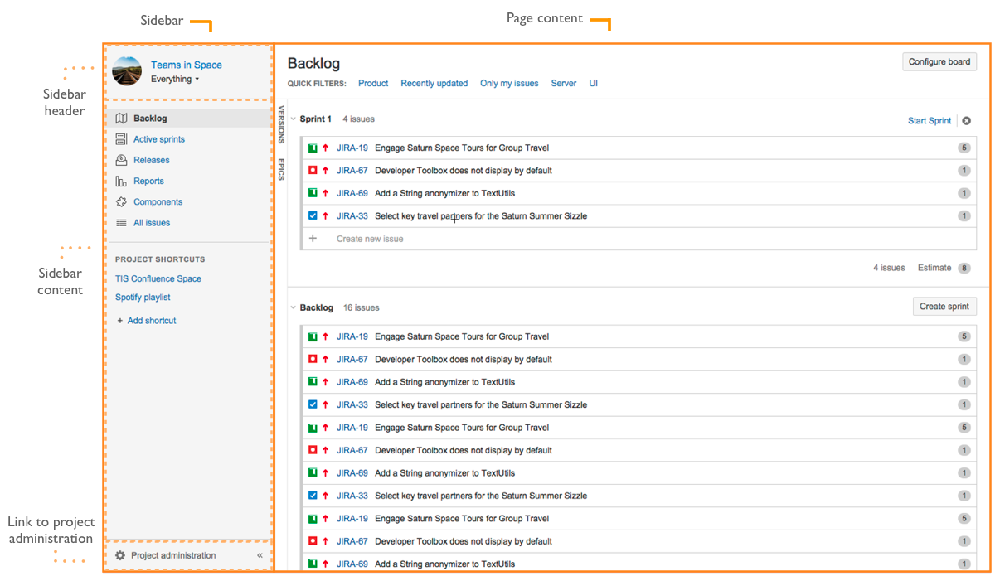 Sidebar
Page content
Sidebar
header
Sidebar
content
Link to project
administration
Teams in Space
Everything
Backlog
Active sprints
Releases
Reports
Components
All issues
PROJECT SHORTCUTS
TIS Confluence Space
Spotify playlist
+ Add shortcut
Project administration «
Backlog
Configure board
QUICK FILTERS: Product Recently updated Only my issues Server UI
VERSIONS
EPICS
Sprint 1 4 issues Start Sprint
JIRA-19 Engage Saturn Space Tours for Group Travel 5
JIRA-67 Developer Toolbox does not display by default 1
JIRA-69 Add a String anonymizer to TextUtils 1
JIRA-33 Select key travel partners for the Saturn Summer Sizzle 1
+ Create new issue
4 issues Estimate 8
Backlog 16 issues Create sprint
JIRA-19 Engage Saturn Space Tours for Group Travel 5
JIRA-67 Developer Toolbox does not display by default 1
JIRA-69 Add a String anonymizer to TextUtils 1
JIRA-33 Select key travel partners for the Saturn Summer Sizzle 1
JIRA-19 Engage Saturn Space Tours for Group Travel 5
JIRA-67 Developer Toolbox does not display by default 1
JIRA-69 Add a String anonymizer to TextUtils 1
JIRA-33 Select key travel partners for the Saturn Summer Sizzle 1
JIRA-19 Engage Saturn Space Tours for Group Travel 5
JIRA-67 Developer Toolbox does not display by default 1
JIRA-69 Add a String anonymizer to TextUtils 1